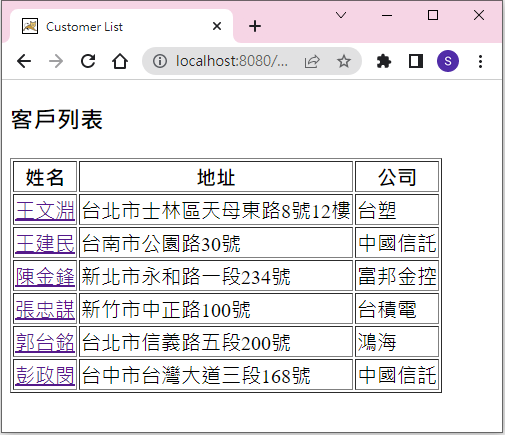 Customer List
localhost:8080/...
S
客戶列表
姓名 地址 公司
王文淵 台北市士林區天母東路8號12樓 台塑
王建民 台南市公園路30號 中國信託
陳金鋒 新北市永和路一段234號 富邦金控
張忠謀 新竹市中正路100號 台積電
郭台銘 台北市信義路五段200號 鴻海
彭政閔 台中市台灣大道三段168號 中國信託